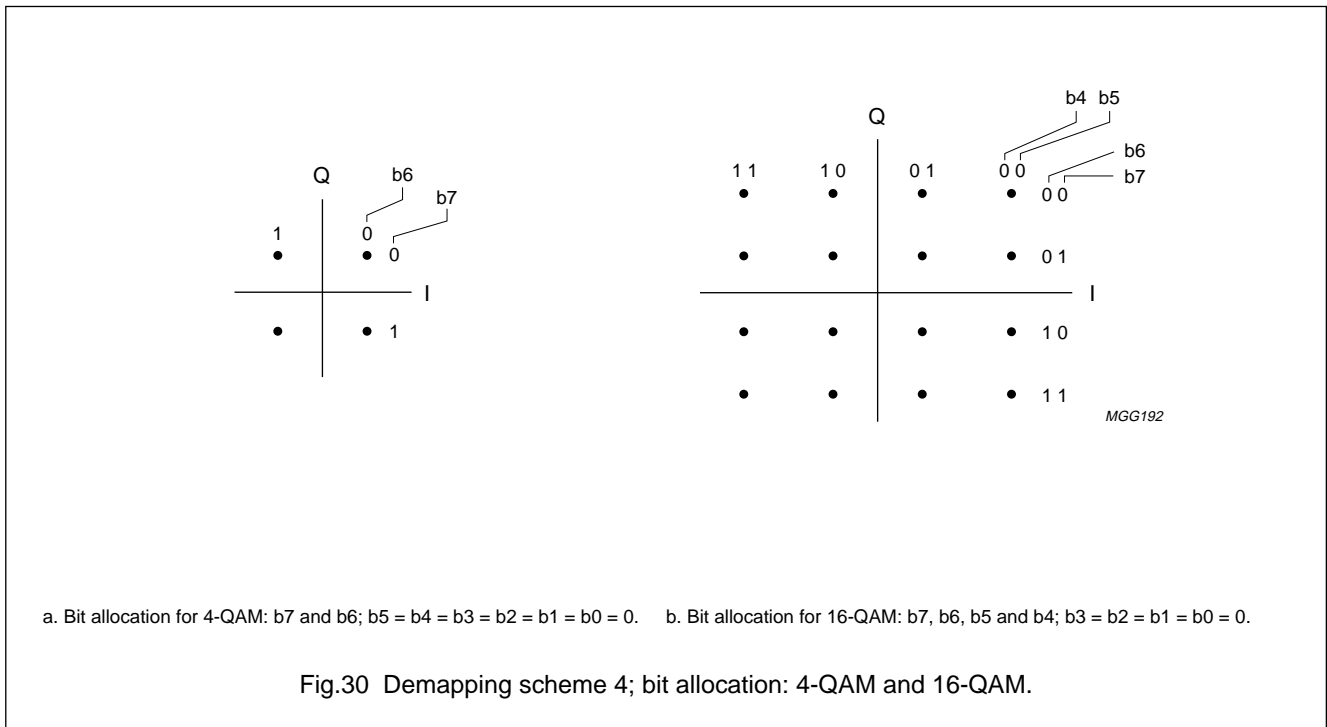 Q
b6
b7
1
0
0
I
1
b4 b5
Q
b6
b7
1 1
1 0
0 1
0 0
0 0
0 1
I
1 0
1 1
MGG192
a. Bit allocation for 4-QAM: b7 and b6; b5 = b4 = b3 = b2 = b1 = b0 = 0.
b. Bit allocation for 16-QAM: b7, b6, b5 and b4; b3 = b2 = b1 = b0 = 0.
Fig.30 Demapping scheme 4; bit allocation: 4-QAM and 16-QAM.